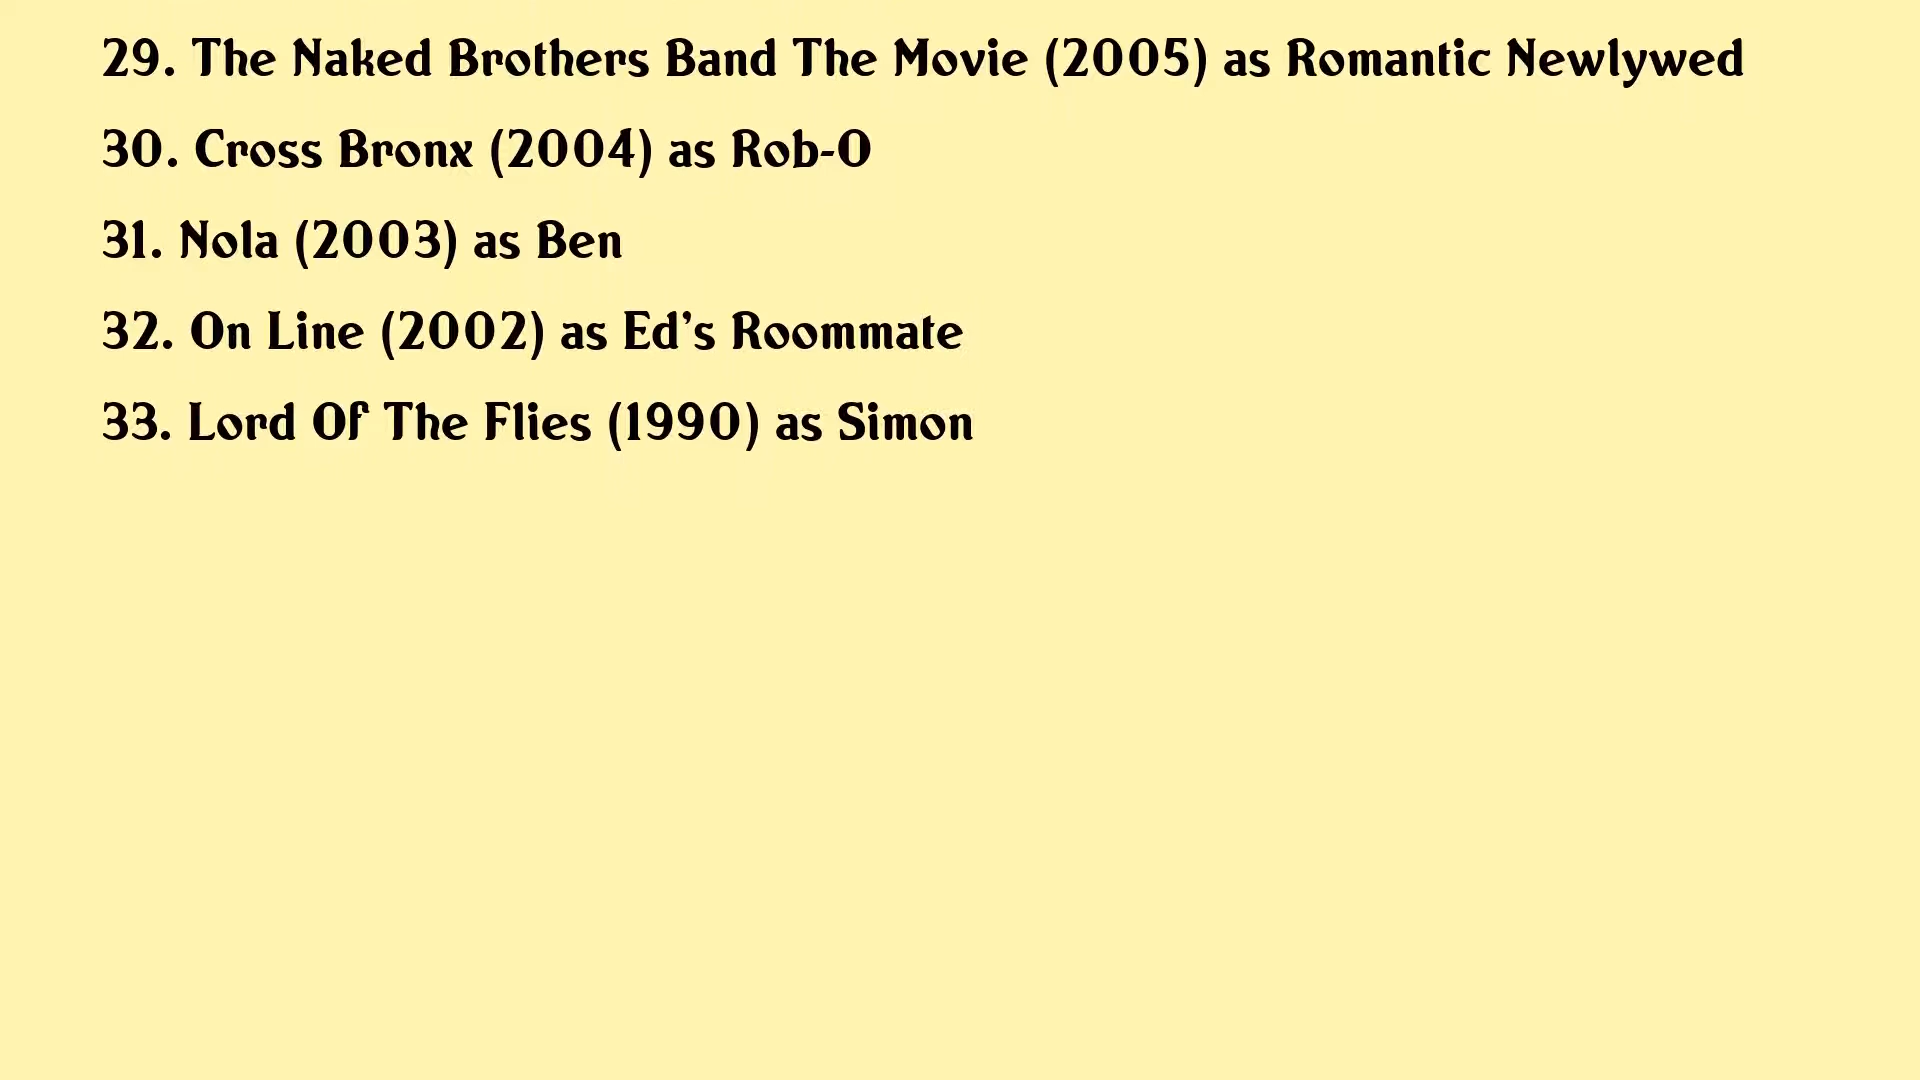 29. The Naked Brothers Band The Movie (2005) as Romantic Newlywed
30. Cross Bronx (2004) as Rob-O
31. Nola (2003) as Ben
32. On Line (2002) as Ed's Roommate
33. Lord Of The Flies (1990) as Simon